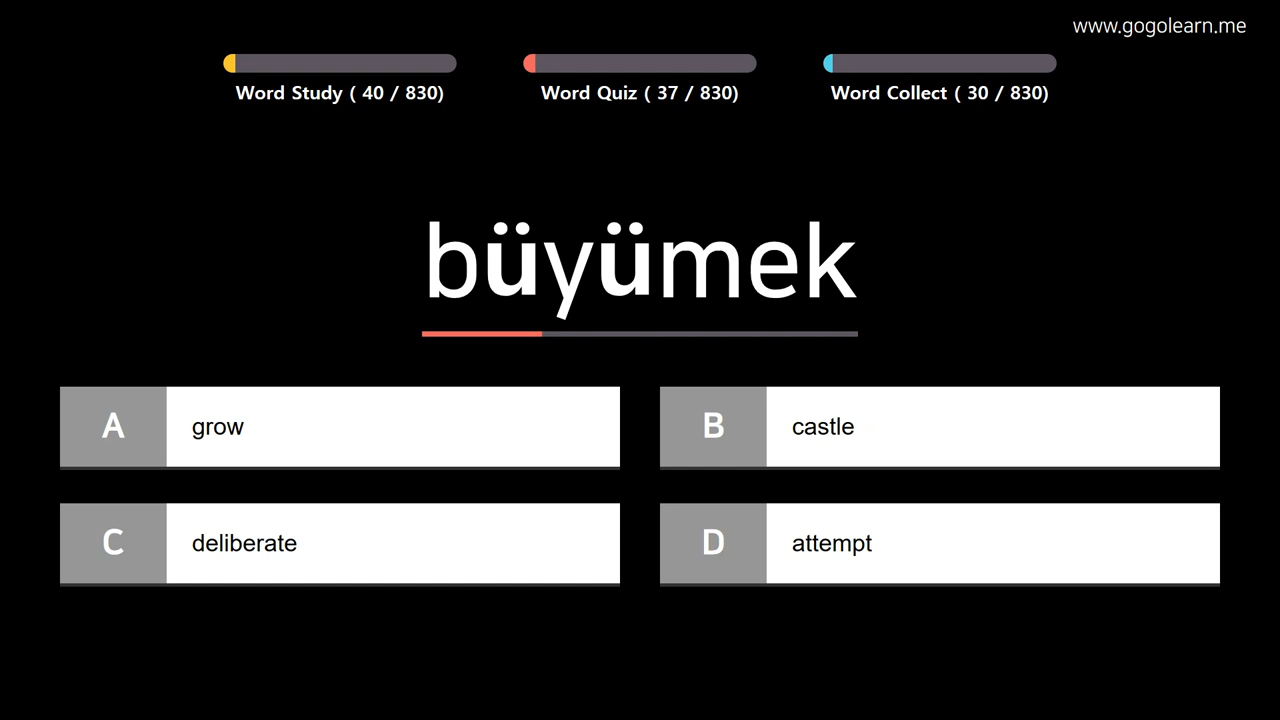 www.gogolearn.me
Word Study ( 40 / 830)
Word Quiz ( 37 / 830)
Word Collect ( 30 / 830)
büyümek
A grow
B castle
C deliberate
D attempt